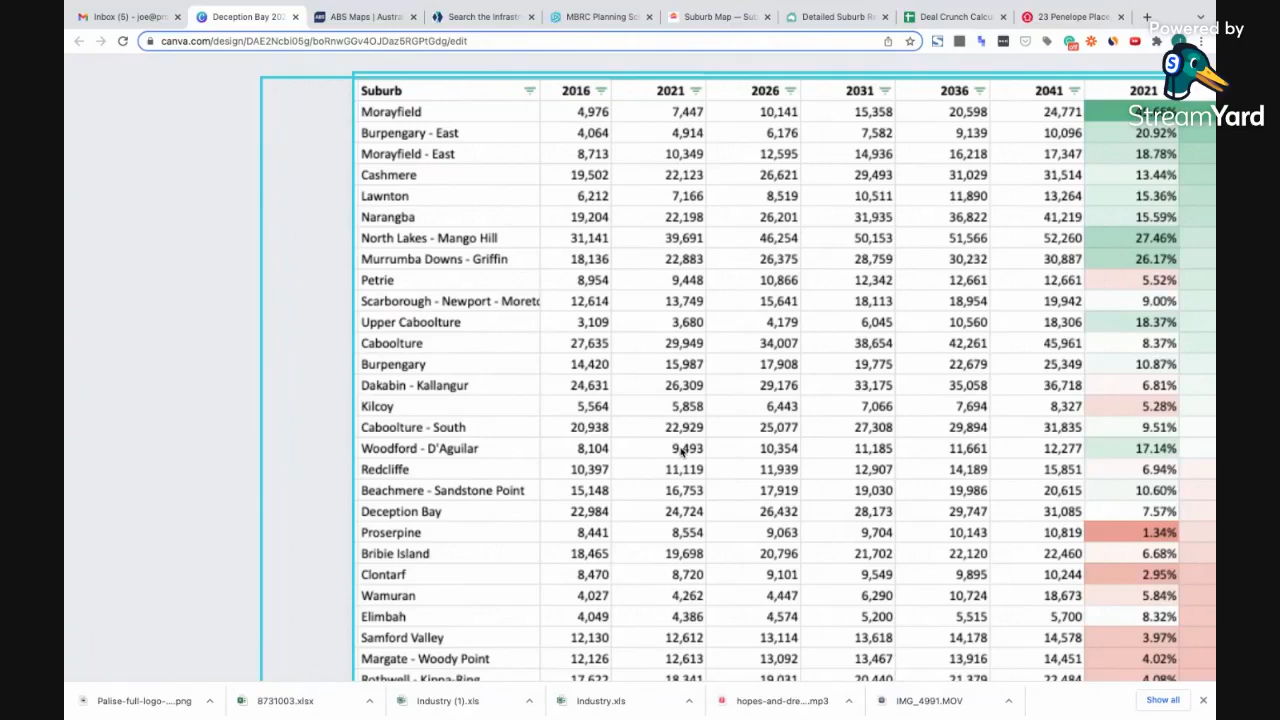 Inbox (5) – joe@pr
Deception Bay 202
ABS Maps | Austra
Search the Infrastr
MBRC Planning Sc
Suburb Map — Sub
Detailed Suburb Re
Deal Crunch Calcu
23 Penelope Place
Powered by
canva.com/design/DAE2Ncbi05g/boRnwGGv4OJDaz5RGPtGdg/edit
StreamYard
Suburb 2016 2021 2026 2031 2036 2041 2021
Morayfield 4,976 7,447 10,141 15,358 20,598 24,771
Burpengary - East 4,064 4,914 6,176 7,582 9,139 10,096 20.92%
Morayfield - East 8,713 10,349 12,595 14,936 16,218 17,347 18.78%
Cashmere 19,502 22,123 26,621 29,493 31,029 31,514 13.44%
Lawnton 6,212 7,166 8,519 10,511 11,890 13,264 15.36%
Narangba 19,204 22,198 26,201 31,935 36,822 41,219 15.59%
North Lakes - Mango Hill 31,141 39,691 46,254 50,153 51,566 52,260 27.46%
Murrumba Downs - Griffin 18,136 22,883 26,375 28,759 30,232 30,887 26.17%
Petrie 8,954 9,448 10,866 12,342 12,661 12,661 5.52%
Scarborough - Newport - Moreto 12,614 13,749 15,641 18,113 18,954 19,942 9.00%
Upper Caboolture 3,109 3,680 4,179 6,045 10,560 18,306 18.37%
Caboolture 27,635 29,949 34,007 38,654 42,261 45,961 8.37%
Burpengary 14,420 15,987 17,908 19,775 22,679 25,349 10.87%
Dakabin - Kallangur 24,631 26,309 29,176 33,175 35,058 36,718 6.81%
Kilcoy 5,564 5,858 6,443 7,066 7,694 8,327 5.28%
Caboolture - South 20,938 22,929 25,077 27,308 29,894 31,835 9.51%
Woodford - D'Aguilar 8,104 9,493 10,354 11,185 11,661 12,277 17.14%
Redcliffe 10,397 11,119 11,939 12,907 14,189 15,851 6.94%
Beachmere - Sandstone Point 15,148 16,753 17,919 19,030 19,986 20,615 10.60%
Deception Bay 22,984 24,724 26,432 28,173 29,747 31,085 7.57%
Proserpine 8,441 8,554 9,063 9,704 10,143 10,819 1.34%
Bribie Island 18,465 19,698 20,796 21,702 22,120 22,460 6.68%
Clontarf 8,470 8,720 9,101 9,549 9,895 10,244 2.95%
Wamuran 4,027 4,262 4,447 6,290 10,724 18,673 5.84%
Elimbah 4,049 4,386 4,574 5,200 5,515 5,700 8.32%
Samford Valley 12,130 12,612 13,114 13,618 14,178 14,578 3.97%
Margate - Woody Point 12,126 12,613 13,092 13,467 13,916 14,451 4.02%
Rothwell - Kippa-Ring 17,622 18,341 19,031 20,440 21,379 22,484 4.08%
Palise-full-logo-....png
8731003.xlsx
Industry (1).xls
Industry.xls
hopes-and-dre....mp3
IMG_4991.MOV
Show all